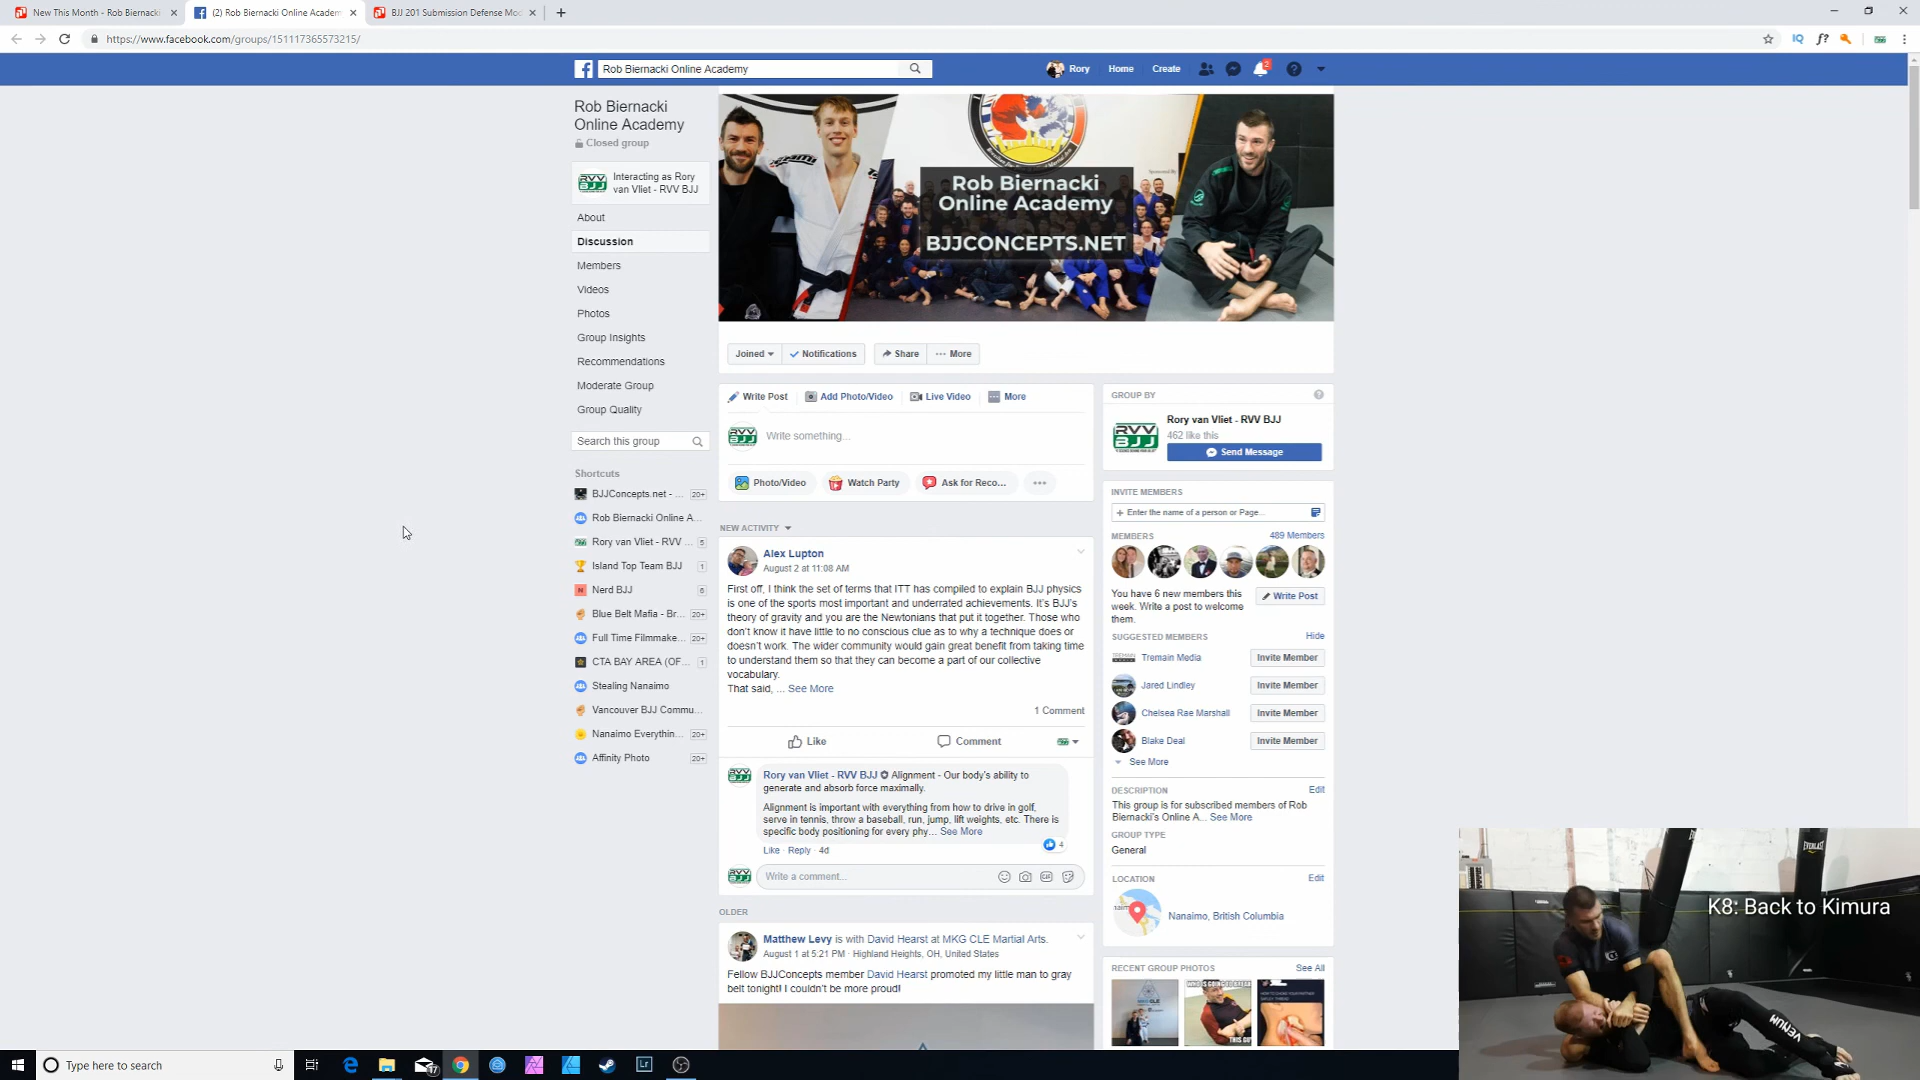 New This Month - Rob Biernacki
(2) Rob Biernacki Online Academ
BJJ 201 Submission Defense Mod
https://www.facebook.com/groups/151117365573215/
Rob Biernacki Online Academy
Rory
Home
Create
2
Rob Biernacki
Online Academy
Closed group
Interacting as Rory
van Vliet - RVV BJJ
About
Discussion
Members
Videos
Photos
Group Insights
Recommendations
Moderate Group
Group Quality
Search this group
Shortcuts
BJJConcepts.net - ... 20+
Rob Biernacki Online A...
Rory van Vliet - RVV ... 5
Island Top Team BJJ 1
Nerd BJJ 6
Blue Belt Mafia - Br... 20+
Full Time Filmmake... 20+
CTA BAY AREA (OF... 1
Stealing Nanaimo
Vancouver BJJ Commu...
Nanaimo Everythin... 20+
Affinity Photo 20+
Rob Biernacki
Online Academy
BJJCONCEPTS.NET
Joined
Notifications
Share
More
Write Post
Add Photo/Video
Live Video
More
RVV
BJJ
Write something...
Photo/Video
Watch Party
Ask for Reco...
NEW ACTIVITY
Alex Lupton
August 2 at 11:08 AM
First off, I think the set of terms that ITT has compiled to explain BJJ physics
is one of the sports most important and underrated achievements. It's BJJ's
theory of gravity and you are the Newtonians that put it together. Those who
don't know it have little to no conscious clue as to why a technique does or
doesn't work. The wider community would gain great benefit from taking time
to understand them so that they can become a part of our collective
vocabulary.
That said, ... See More
1 Comment
Like
Comment
Rory van Vliet - RVV BJJ Alignment - Our body's ability to
generate and absorb force maximally.
Alignment is important with everything from how to drive in golf,
serve in tennis, throw a baseball, run, jump, lift weights, etc. There is
specific body positioning for every phy... See More
4
Like · Reply · 4d
Write a comment...
OLDER
Matthew Levy is with David Hearst at MKG CLE Martial Arts.
August 1 at 5:21 PM · Highland Heights, OH, United States
Fellow BJJConcepts member David Hearst promoted my little man to gray
belt tonight! I couldn't be more proud!
GROUP BY
RVV
BJJ
Rory van Vliet - RVV BJJ
462 like this
Send Message
INVITE MEMBERS
+ Enter the name of a person or Page...
MEMBERS
489 Members
You have 6 new members this
week. Write a post to welcome
them.
Write Post
SUGGESTED MEMBERS
Hide
Tremain Media
Invite Member
Jared Lindley
Invite Member
Chelsea Rae Marshall
Invite Member
Blake Deal
Invite Member
See More
DESCRIPTION
Edit
This group is for subscribed members of Rob
Biernacki's Online A... See More
GROUP TYPE
General
LOCATION
Edit
Nanaimo, British Columbia
RECENT GROUP PHOTOS
See All
K8: Back to Kimura
EVERLAST
VENUM
Type here to search
17
Lr